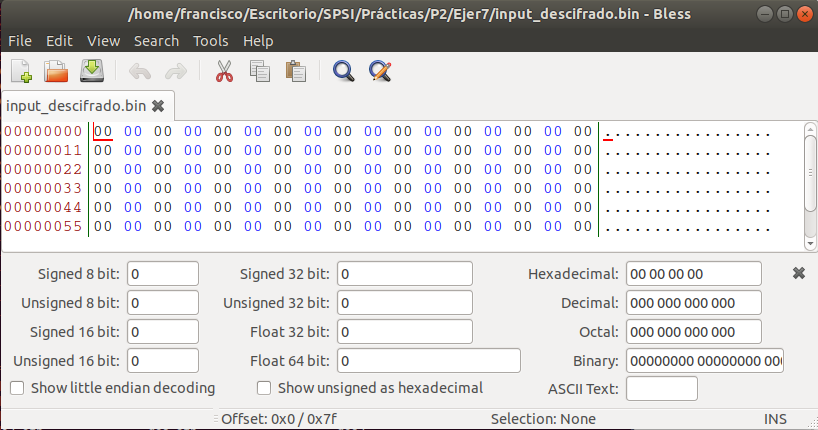 /home/francisco/Escritorio/SPSI/Prácticas/P2/Ejer7/input_descifrado.bin - Bless
File Edit View Search Tools Help
input_descifrado.bin
00000000 00 00 00 00 00 00 00 00 00 00 00 00 00 00 00 00 00 .................
00000011 00 00 00 00 00 00 00 00 00 00 00 00 00 00 00 00 00 .................
00000022 00 00 00 00 00 00 00 00 00 00 00 00 00 00 00 00 00 .................
00000033 00 00 00 00 00 00 00 00 00 00 00 00 00 00 00 00 00 .................
00000044 00 00 00 00 00 00 00 00 00 00 00 00 00 00 00 00 00 .................
00000055 00 00 00 00 00 00 00 00 00 00 00 00 00 00 00 00 00 .................
Signed 8 bit: 0 Signed 32 bit: 0 Hexadecimal: 00 00 00 00
Unsigned 8 bit: 0 Unsigned 32 bit: 0 Decimal: 000 000 000 000
Signed 16 bit: 0 Float 32 bit: 0 Octal: 000 000 000 000
Unsigned 16 bit: 0 Float 64 bit: 0 Binary: 00000000 00000000 00
Show little endian decoding Show unsigned as hexadecimal ASCII Text:
Offset: 0x0 / 0x7f Selection: None INS